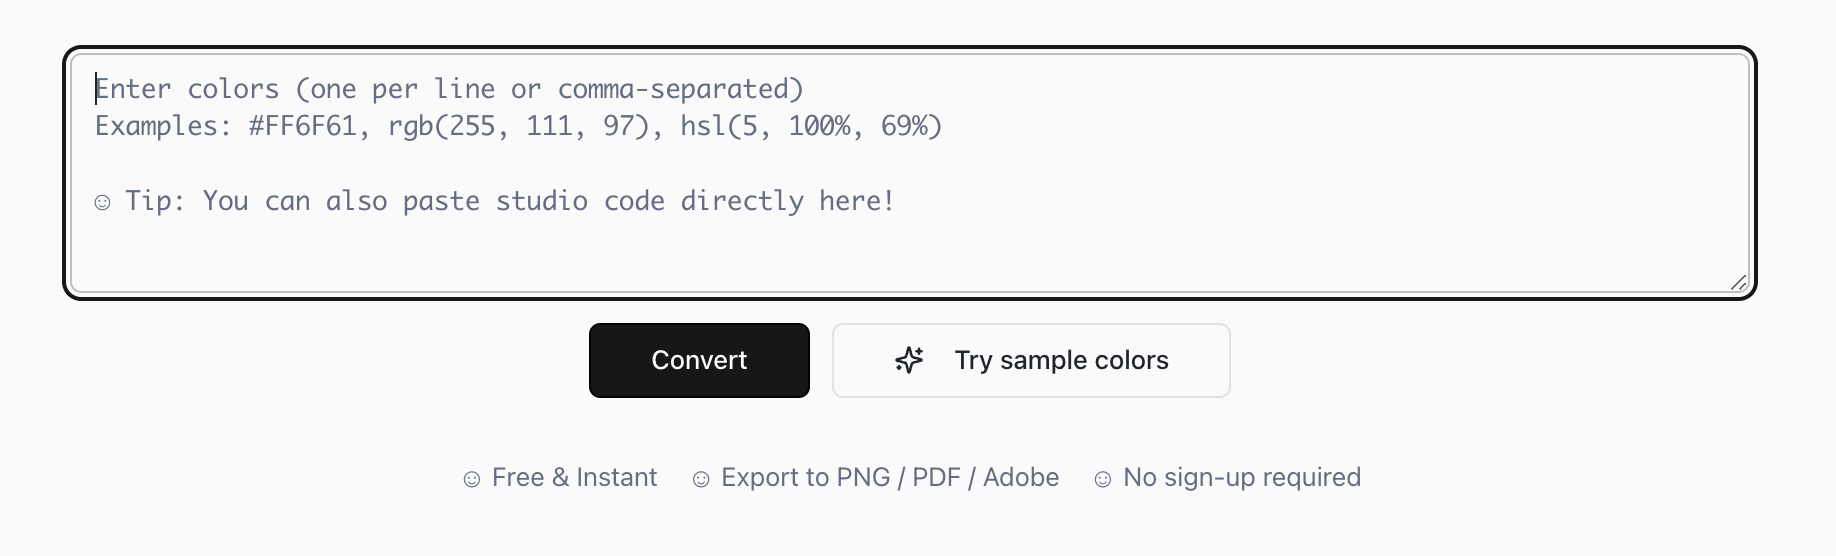 Enter colors (one per line or comma-separated)
Examples: #FF6F61, rgb(255, 111, 97), hsl(5, 100%, 69%)
☺ Tip: You can also paste studio code directly here!
Convert
Try sample colors
☺ Free & Instant ☺ Export to PNG / PDF / Adobe ☺ No sign-up required